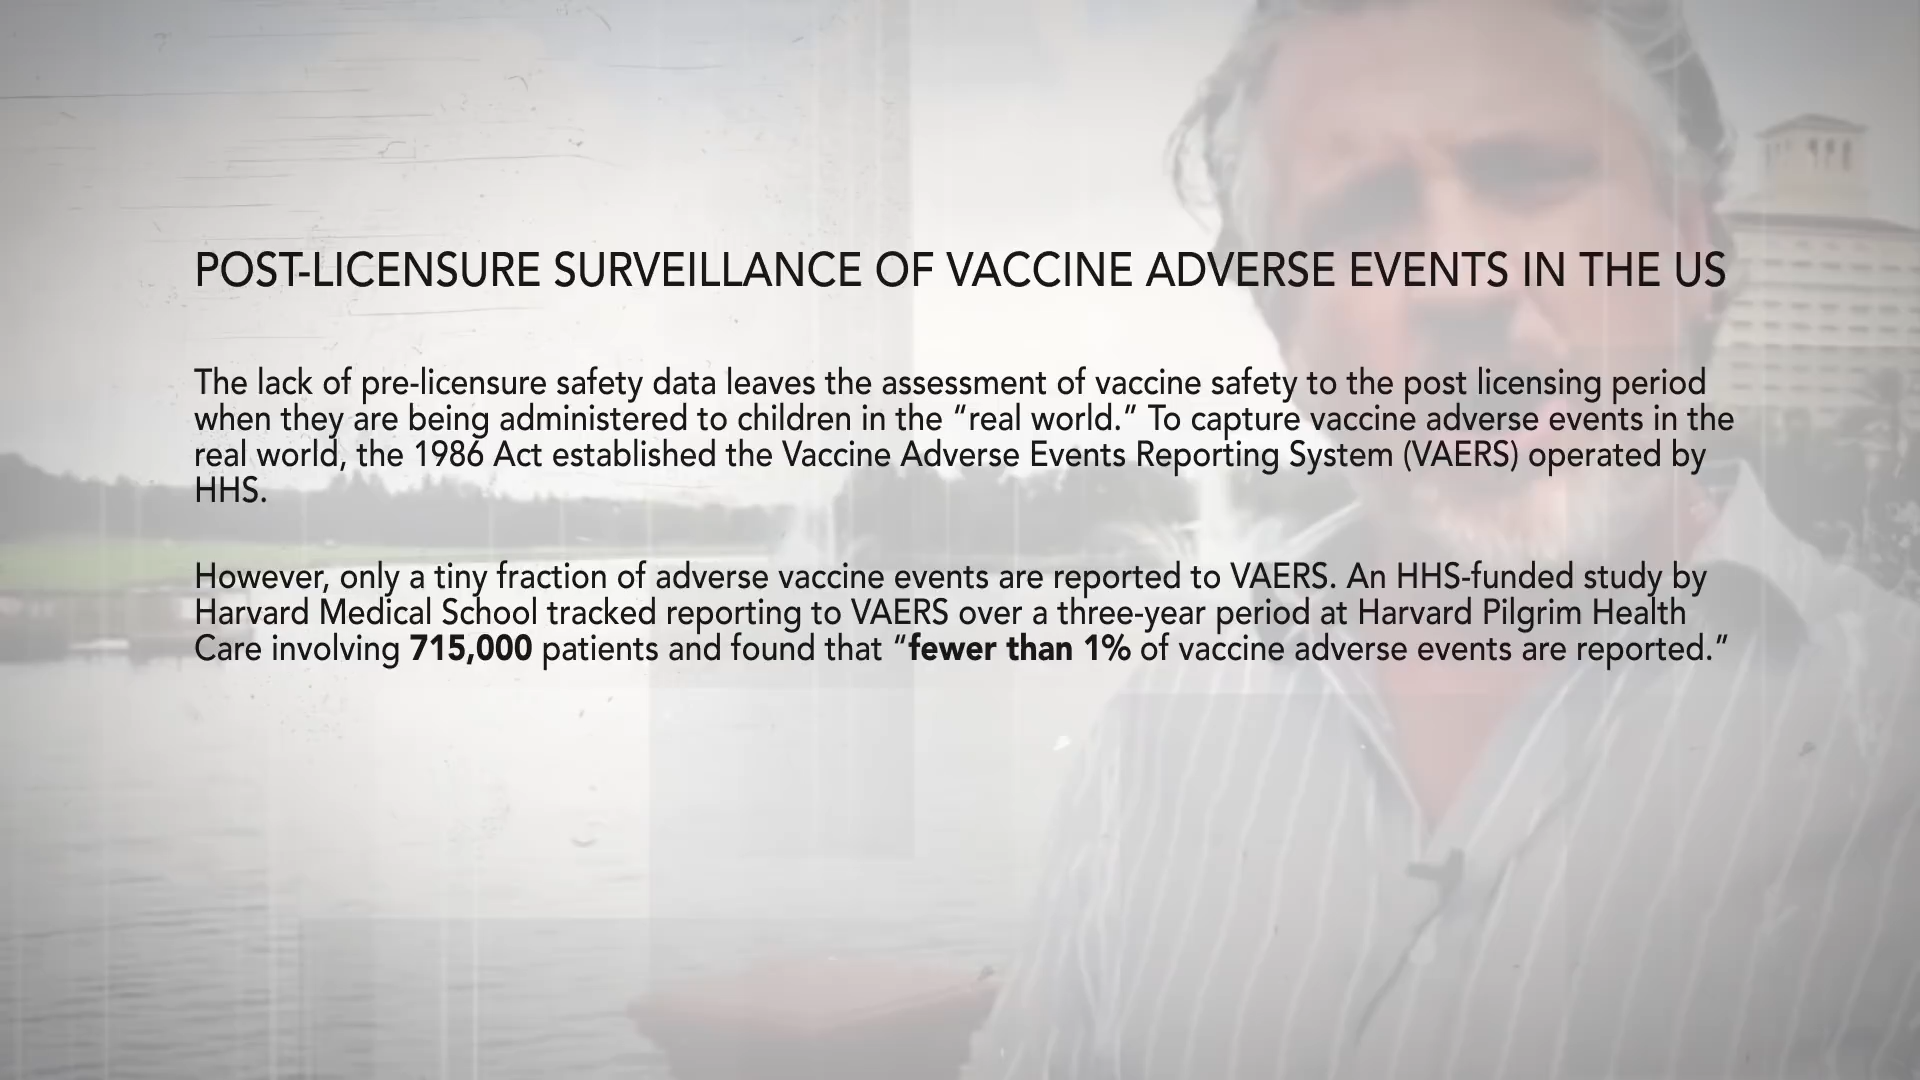 POST-LICENSURE SURVEILLANCE OF VACCINE ADVERSE EVENTS IN THE US
The lack of pre-licensure safety data leaves the assessment of vaccine safety to the post licensing period
when they are being administered to children in the “real world.” To capture vaccine adverse events in the
real world, the 1986 Act established the Vaccine Adverse Events Reporting System (VAERS) operated by
HHS.
However, only a tiny fraction of adverse vaccine events are reported to VAERS. An HHS-funded study by
Harvard Medical School tracked reporting to VAERS over a three-year period at Harvard Pilgrim Health
Care involving 715,000 patients and found that “fewer than 1% of vaccine adverse events are reported.”